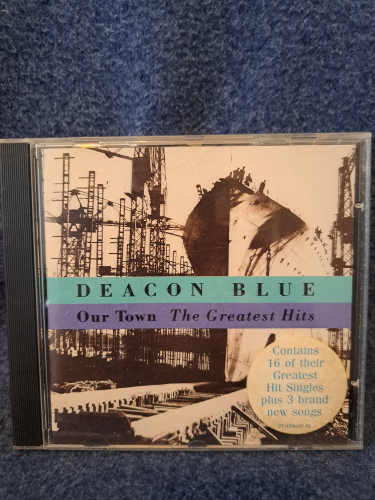 DEACON BLUE
Our Town The Greatest Hits
Contains
16 of their
Greatest
Hit Singles
plus 3 brand
new songs